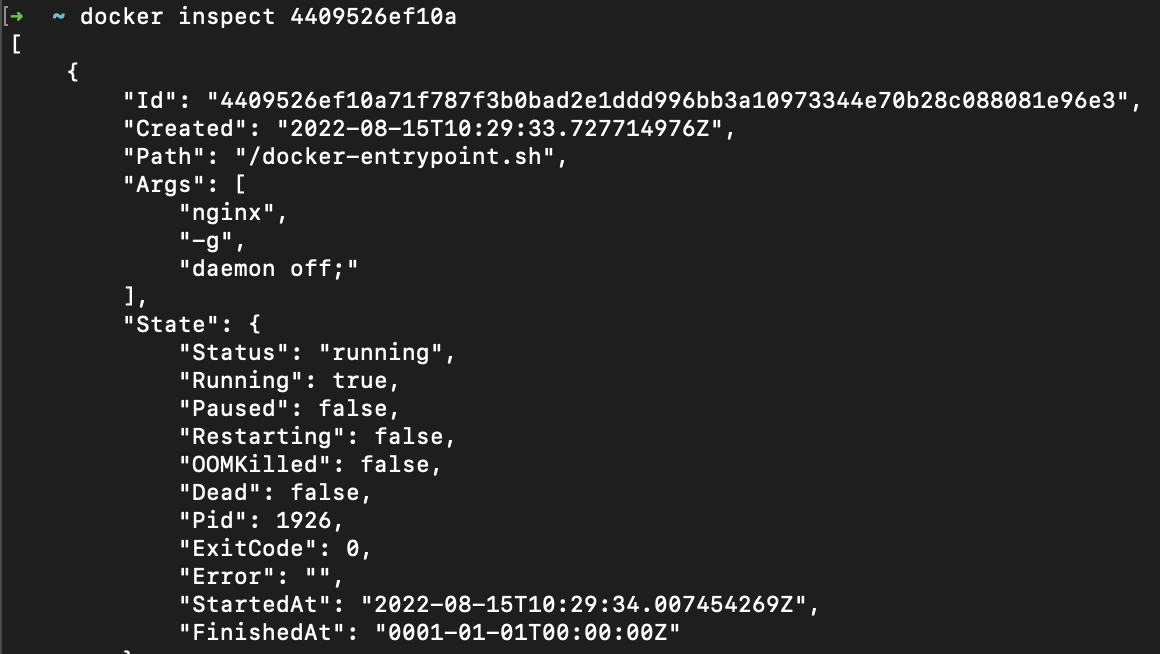 [➜  ~ docker inspect 4409526ef10a
[
    {
        "Id": "4409526ef10a71f787f3b0bad2e1ddd996bb3a10973344e70b28c088081e96e3",
        "Created": "2022-08-15T10:29:33.727714976Z",
        "Path": "/docker-entrypoint.sh",
        "Args": [
            "nginx",
            "-g",
            "daemon off;"
        ],
        "State": {
            "Status": "running",
            "Running": true,
            "Paused": false,
            "Restarting": false,
            "OOMKilled": false,
            "Dead": false,
            "Pid": 1926,
            "ExitCode": 0,
            "Error": "",
            "StartedAt": "2022-08-15T10:29:34.007454269Z",
            "FinishedAt": "0001-01-01T00:00:00Z"